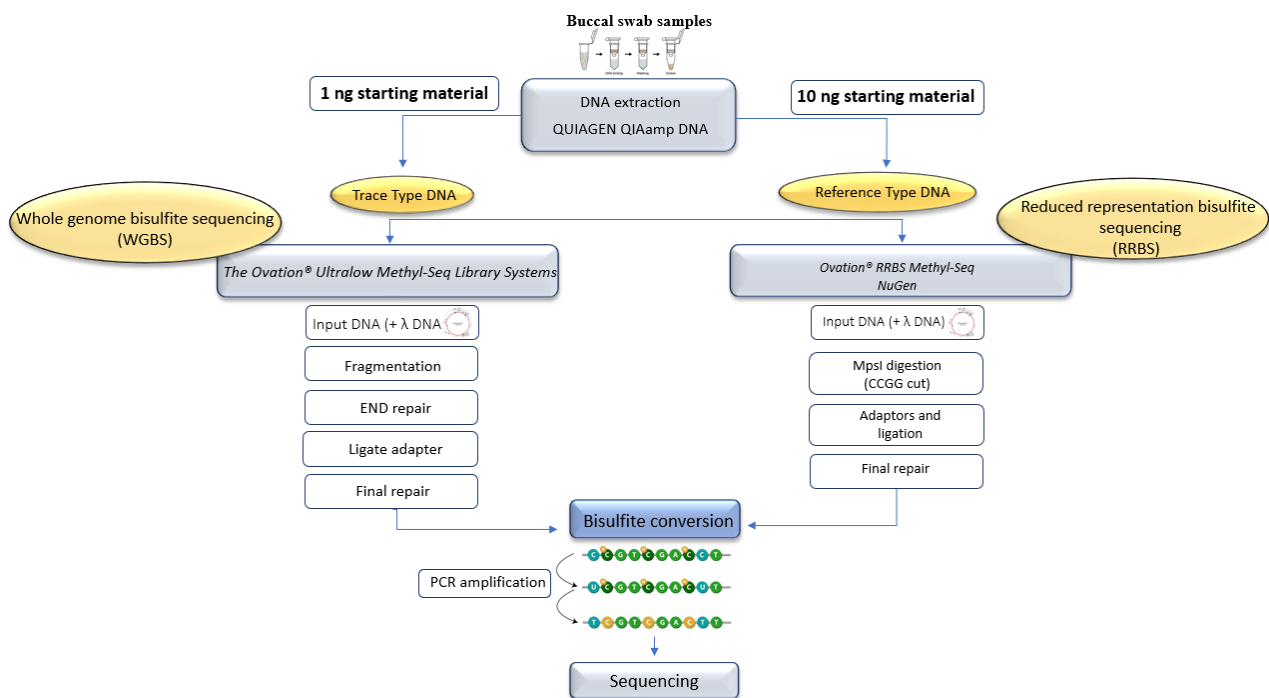 Buccal swab samples
1 ng starting material
10 ng starting material
DNA extraction
QUIAGEN QIAamp DNA
Trace Type DNA
Reference Type DNA
Whole genome bisulfite sequencing
(WGBS)
Reduced representation bisulfite
sequencing
(RRBS)
The Ovation® Ultralow Methyl-Seq Library Systems
Ovation® RRBS Methyl-Seq
NuGen
Input DNA (+ λ DNA
Fragmentation
END repair
Ligate adapter
Final repair
Input DNA (+ λ DNA)
MpsI digestion
(CCGG cut)
Adaptors and
ligation
Final repair
Bisulfite conversion
PCR amplification
C C G T C G A C C T
U C G T C G A C U T
T C G T C G A C T T
Sequencing